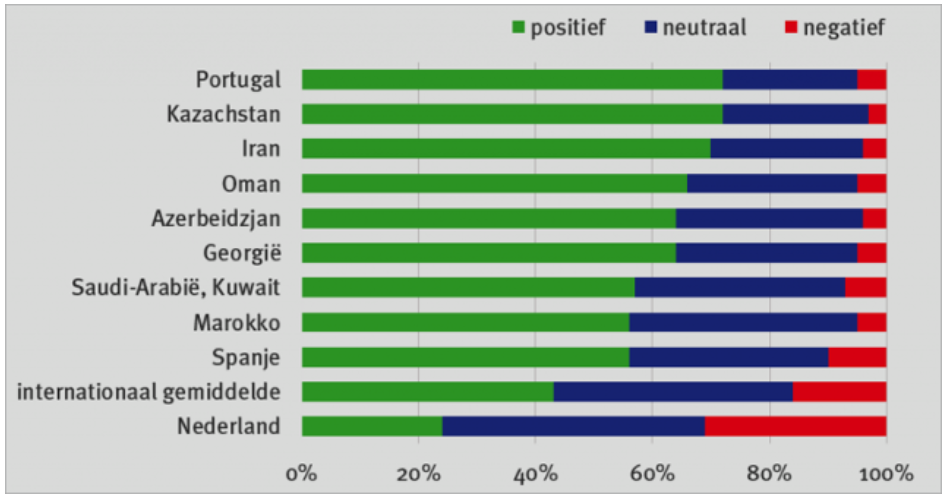 positief neutraal negatief
Portugal
Kazachstan
Iran
Oman
Azerbeidzjan
Georgië
Saudi-Arabië, Kuwait
Marokko
Spanje
internationaal gemiddelde
Nederland
0% 20% 40% 60% 80% 100%